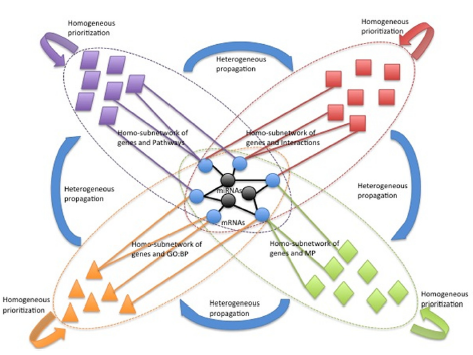 Homogeneous
prioritization
Homogeneous
prioritization
Heterogeneous
propagation
Homo-subnetwork of
genes and Pathways
Homo-subnetwork of
genes and Interactions
Heterogeneous
propagation
miRNAs
Heterogeneous
propagation
mRNAs
Homo-subnetwork of
genes and GO:BP
Homo-subnetwork of
genes and MP
Homogeneous
prioritization
Heterogeneous
propagation
Homogeneous
prioritization